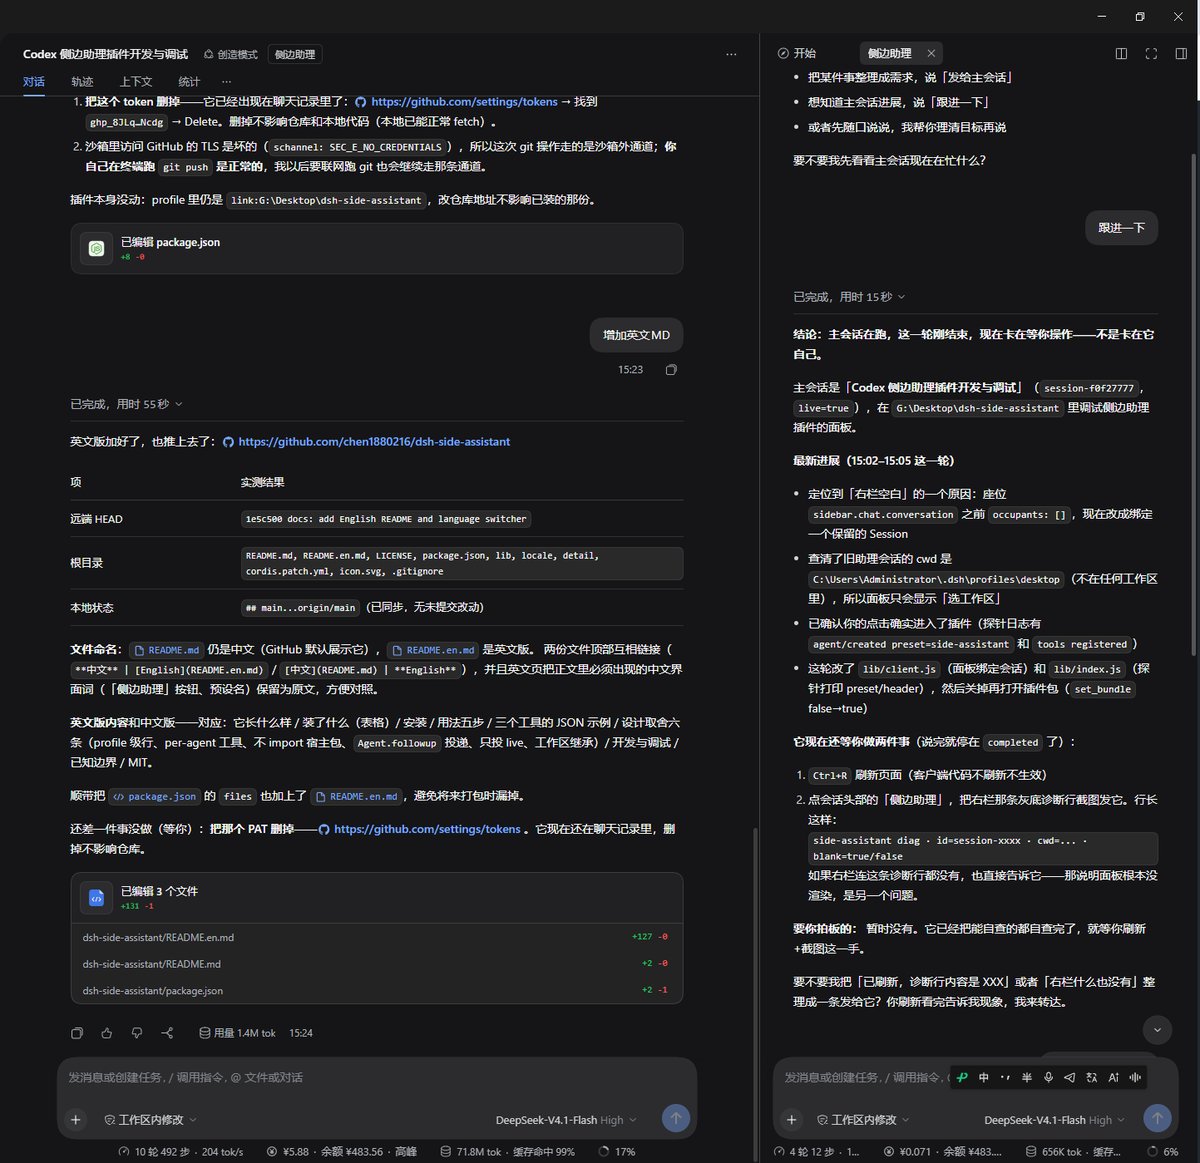 Codex 侧边助理插件开发与调试 创造模式 侧边助理
对话 轨迹 上下文 统计
1. 把这个 token 删掉——它已经出现在聊天记录里了： https://github.com/settings/tokens → 找到
ghp_8JLq…Ncdg → Delete。删掉不影响仓库和本地代码（本地已能正常 fetch）。
2. 沙箱里访问 GitHub 的 TLS 是坏的（ schannel: SEC_E_NO_CREDENTIALS ），所以这次 git 操作走的是沙箱外通道；你
自己在终端跑 git push 是正常的，我以后要联网跑 git 也会继续走那条通道。
插件本身没动：profile 里仍是 link:G:\Desktop\dsh-side-assistant ，改仓库地址不影响已装的那份。
已编辑 package.json
+8 -0
增加英文 MD
15:23
已完成，用时 55 秒
英文版加好了，也推上去了： https://github.com/chen1880216/dsh-side-assistant
项 实测结果
远端 HEAD 1e5c500 docs: add English README and language switcher
根目录 README.md, README.en.md, LICENSE, package.json, lib, locale, detail,
cordis.patch.yml, icon.svg, .gitignore
本地状态 ## main...origin/main （已同步，无未提交改动）
文件命名： README.md 仍是中文（GitHub 默认展示它）， README.en.md 是英文版。两份文件顶部互相链接（
**中文** | [English](README.en.md) / [中文](README.md) | **English** ），并且英文页把正文里必须出现的中文界
面词（「侧边助理」按钮、预设名）保留为原文，方便对照。
英文版内容和中文版一一对应：它长什么样 / 装了什么（表格）/ 安装 / 用法五步 / 三个工具的 JSON 示例 / 设计取舍六
条（profile 级行、per-agent 工具、不 import 宿主包、 Agent.followup 投递、只投 live、工作区继承）/ 开发与调试 /
已知边界 / MIT。
顺带把 package.json 的 files 也加上了 README.en.md ，避免将来打包时漏掉。
还差一件事没做（等你）：把那个 PAT 删掉—— https://github.com/settings/tokens 。它现在还在聊天记录里，删
掉不影响仓库。
已编辑 3 个文件
+131 -1
dsh-side-assistant/README.en.md +127 -0
dsh-side-assistant/README.md +2 -0
dsh-side-assistant/package.json +2 -1
用量 1.4M tok 15:24
发消息或创建任务, / 调用指令, @ 文件或对话
工作区内修改 DeepSeek-V4.1-Flash High
10 轮 492 步 · 204 tok/s ¥5.88 · 余额 ¥483.56 · 高峰 71.8M tok · 缓存命中 99% 17%
开始 侧边助理
• 把某件事整理成需求，说「发给主会话」
• 想知道主会话进展，说「跟进一下」
• 或者先随口说说，我帮你理清目标再说
要不要我先看看主会话现在在忙什么？
跟进一下
已完成，用时 15 秒
结论：主会话在跑，这一轮刚结束，现在卡在等你操作——不是卡在它
自己。
主会话是「Codex 侧边助理插件开发与调试」（ session-f0f27777 ，
live=true ），在 G:\Desktop\dsh-side-assistant 里调试侧边助理
插件的面板。
最新进展（15:02–15:05 这一轮）
• 定位到「右栏空白」的一个原因：座位
sidebar.chat.conversation 之前 occupants: [] ，现在改成绑定
一个保留的 Session
• 查清了旧助理会话的 cwd 是
C:\Users\Administrator\.dsh\profiles\desktop （不在任何工作区
里），所以面板只会显示「选工作区」
• 已确认你的点击确实进入了插件（探针日志有
agent/created preset=side-assistant 和 tools registered ）
• 这轮改了 lib/client.js （面板绑定会话）和 lib/index.js （探
针打印 preset/header），然后关掉再打开插件包（ set_bundle
false→true）
它现在还等你做两件事（说完就停在 completed 了）：
1. Ctrl+R 刷新页面（客户端代码不刷新不生效）
2. 点会话头部的「侧边助理」，把右栏那条灰底诊断行截图发它。行长
这样：
side-assistant diag · id=session-xxxx · cwd=... ·
blank=true/false
如果右栏连这条诊断行都没有，也直接告诉它——那说明面板根本没
渲染，是另一个问题。
要你拍板的： 暂时没有。它已经把能自查的都自查完了，就等你刷新
+截图这一手。
要不要我把「已刷新，诊断行内容是 XXX」或者「右栏什么也没有」整
理成一条发给它？你刷新看完告诉我现象，我来转达。
发消息或创建任务, / 调用指令, 中 半
工作区内修改 DeepSeek-V4.1-Flash High
4 轮 12 步 · 1... ¥0.071 · 余额 ¥483.... 656K tok · 缓存... 6%